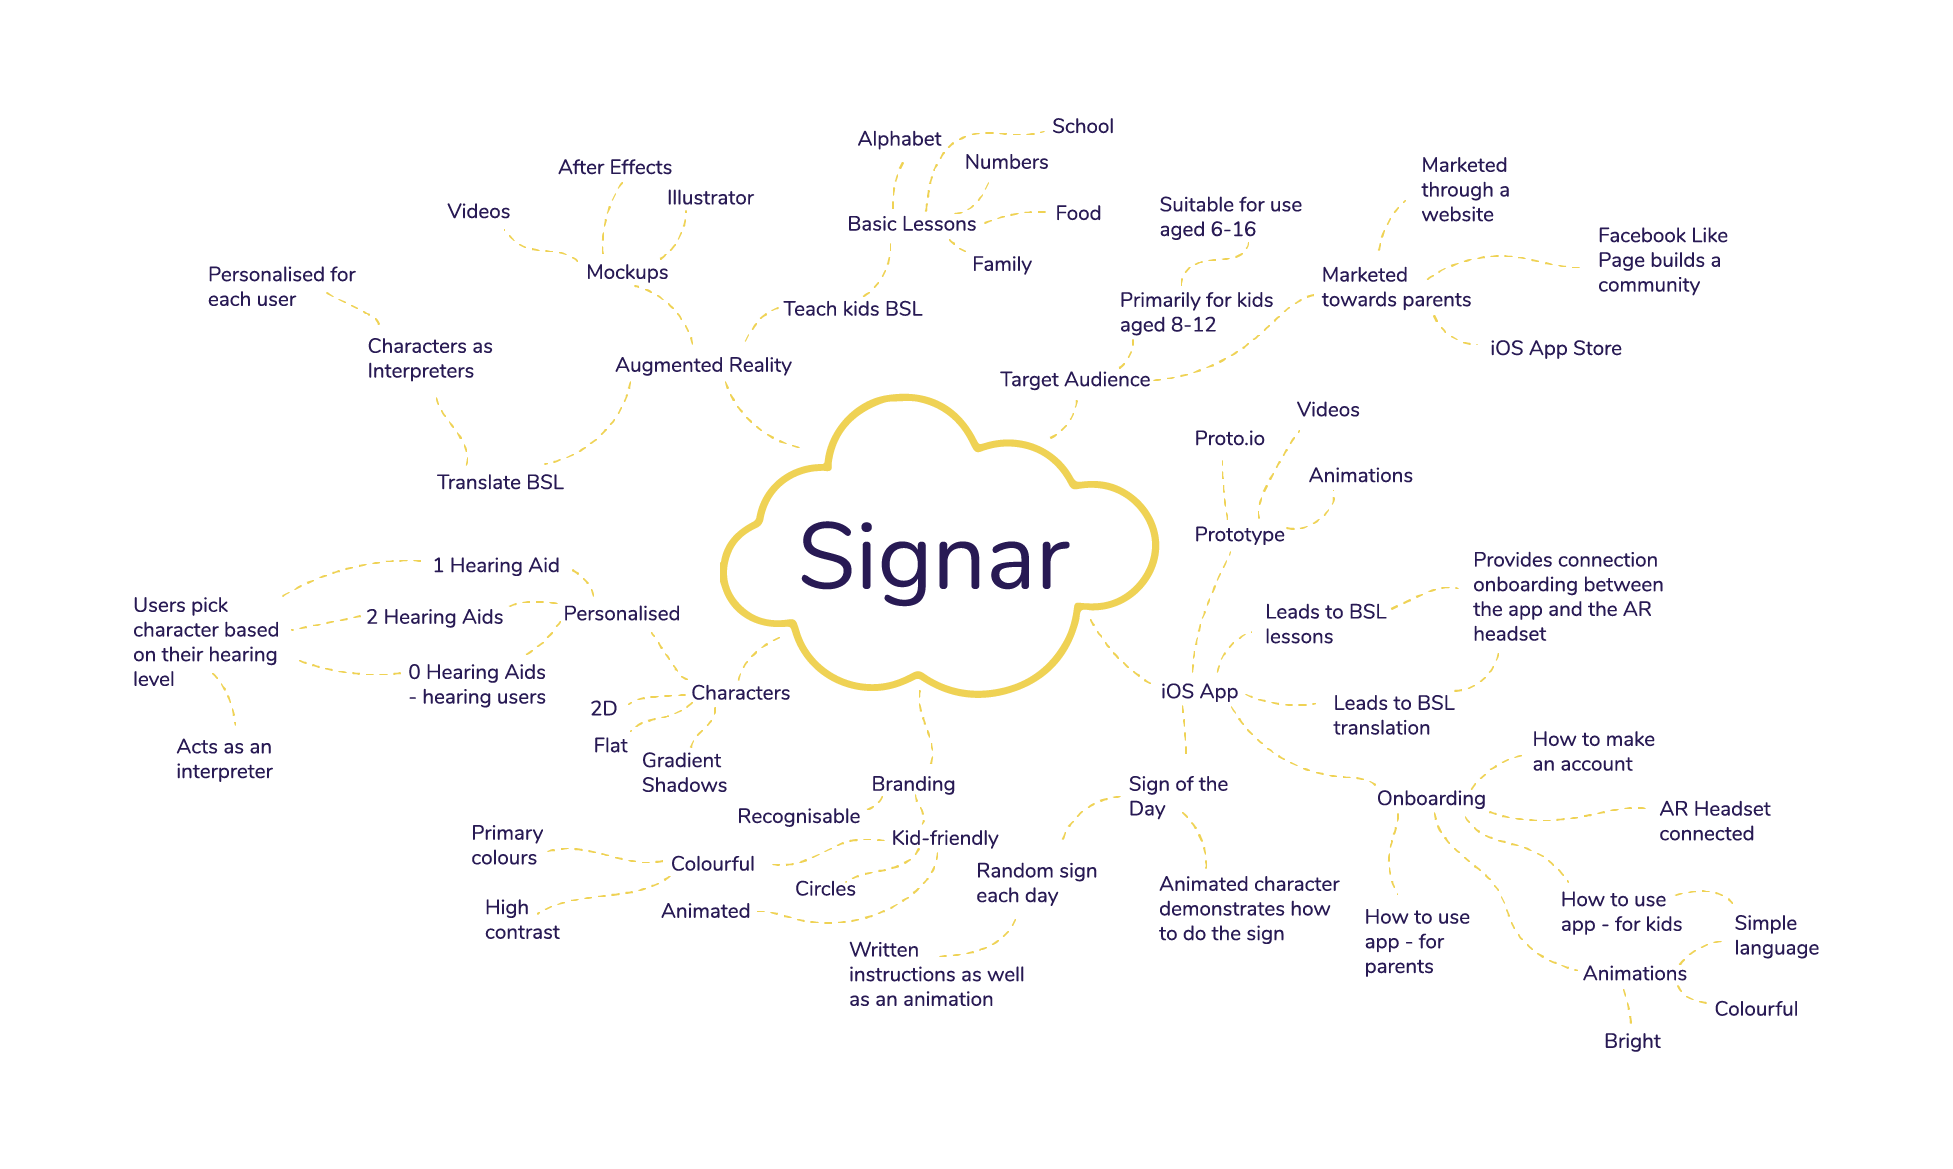 Signar
Augmented Reality
Mockups
Videos
After Effects
Illustrator
Teach kids BSL
Basic Lessons
Alphabet
School
Numbers
Food
Family
Translate BSL
Characters as
Interpreters
Personalised for
each user
Target Audience
Primarily for kids
aged 8-12
Suitable for use
aged 6-16
Marketed
towards parents
Marketed
through a
website
Facebook Like
Page builds a
community
iOS App Store
iOS App
Prototype
Proto.io
Videos
Animations
Leads to BSL
lessons
Provides connection
onboarding between
the app and the AR
headset
Leads to BSL
translation
Onboarding
How to make
an account
AR Headset
connected
How to use
app - for kids
Simple
language
Animations
Colourful
Bright
How to use
app - for
parents
Sign of the
Day
Random sign
each day
Written
instructions as well
as an animation
Animated character
demonstrates how
to do the sign
Branding
Recognisable
Kid-friendly
Colourful
Primary
colours
High
contrast
Circles
Animated
Characters
Personalised
1 Hearing Aid
2 Hearing Aids
0 Hearing Aids
- hearing users
Users pick
character based
on their hearing
level
Acts as an
interpreter
2D
Flat
Gradient
Shadows